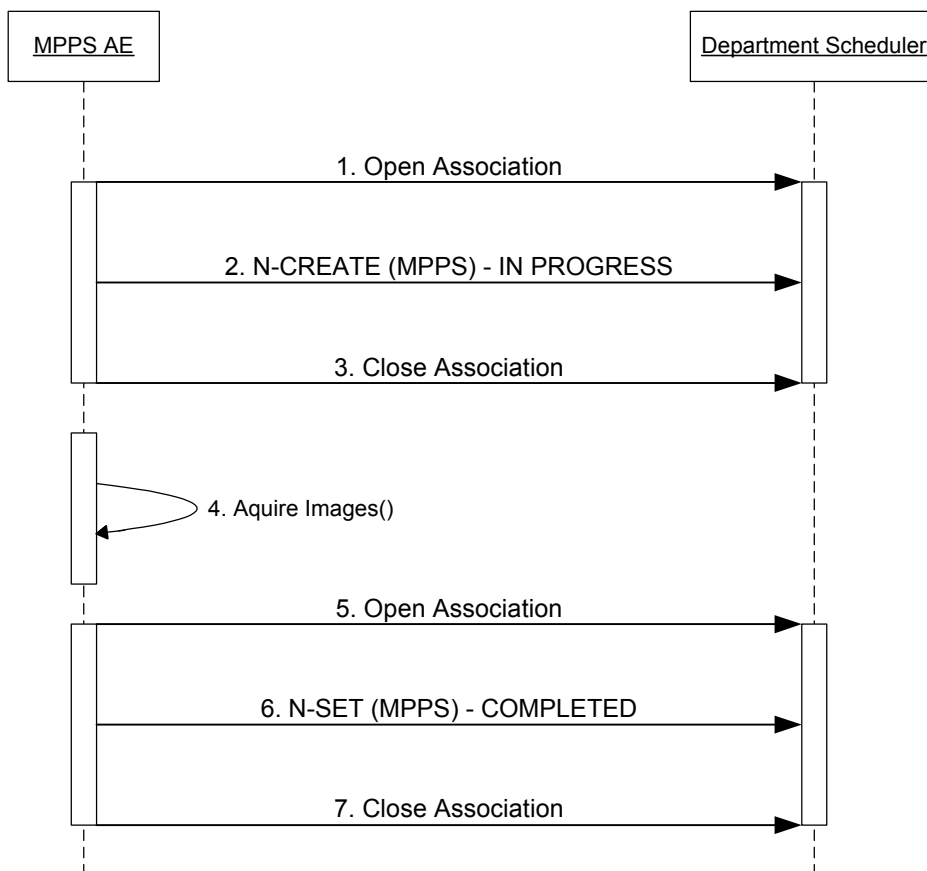 MPPS AE
Department Scheduler
1. Open Association
2. N-CREATE (MPPS) - IN PROGRESS
3. Close Association
4. Aquire Images()
5. Open Association
6. N-SET (MPPS) - COMPLETED
7. Close Association